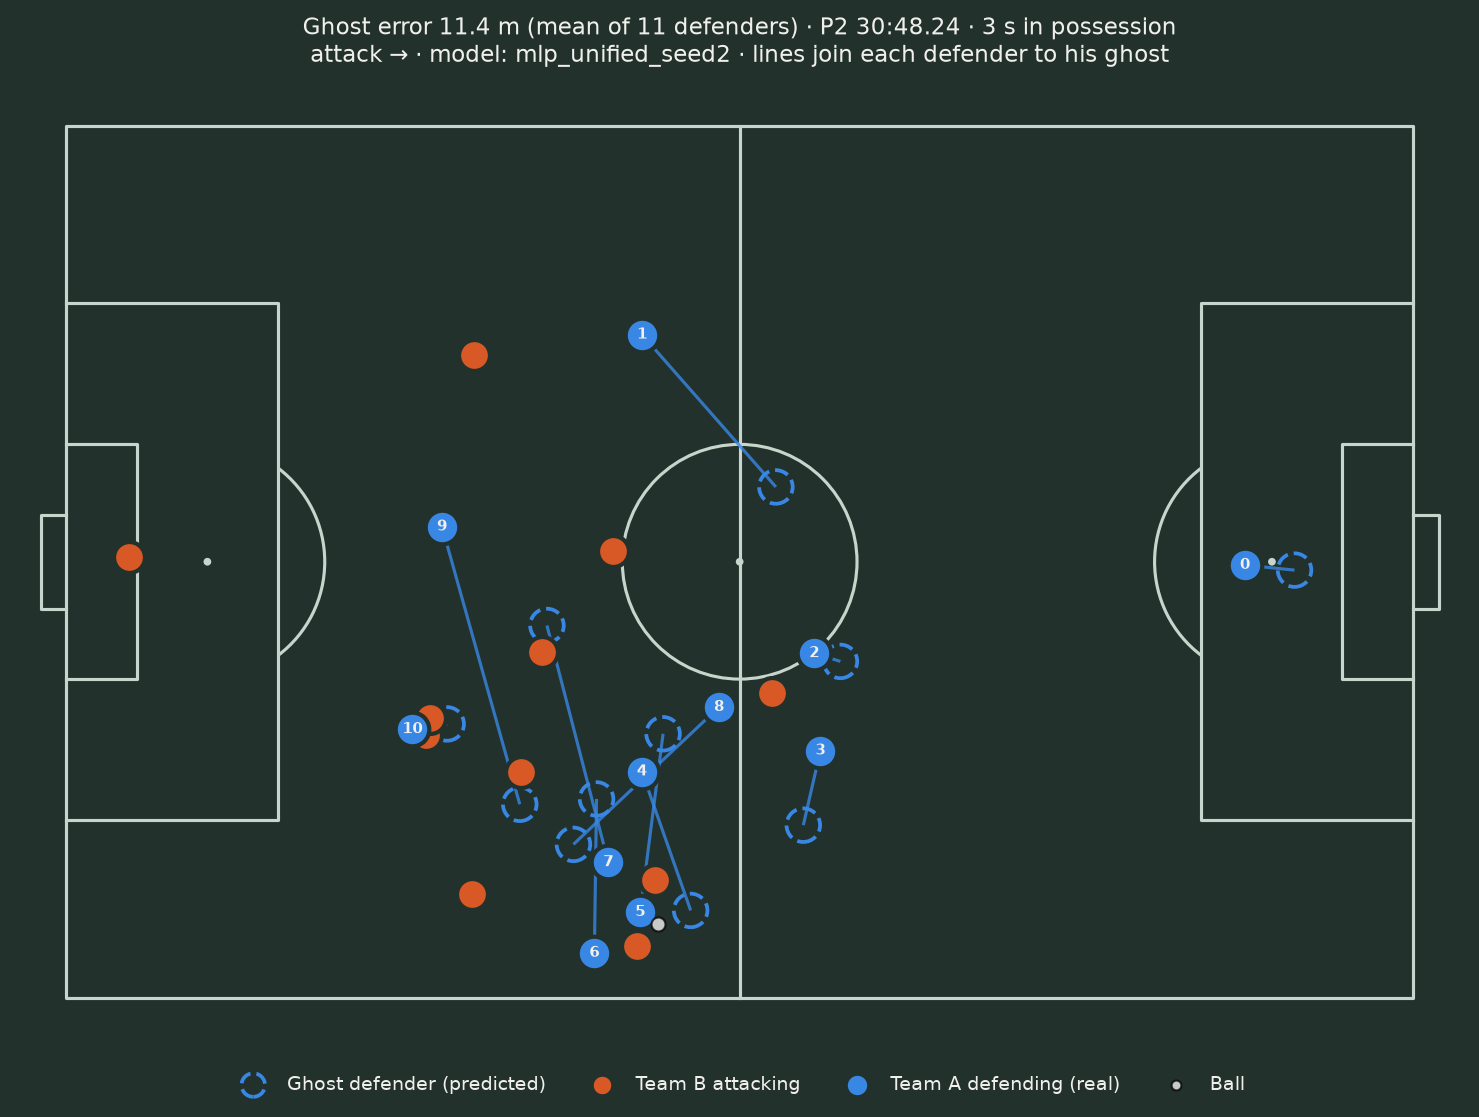 Ghost error 11.4 m (mean of 11 defenders) · P2 30:48.24 · 3 s in possession
attack → · model: mlp_unified_seed2 · lines join each defender to his ghost
1
9
0
2
8
10
3
4
7
5
6
Ghost defender (predicted)
Team B attacking
Team A defending (real)
Ball